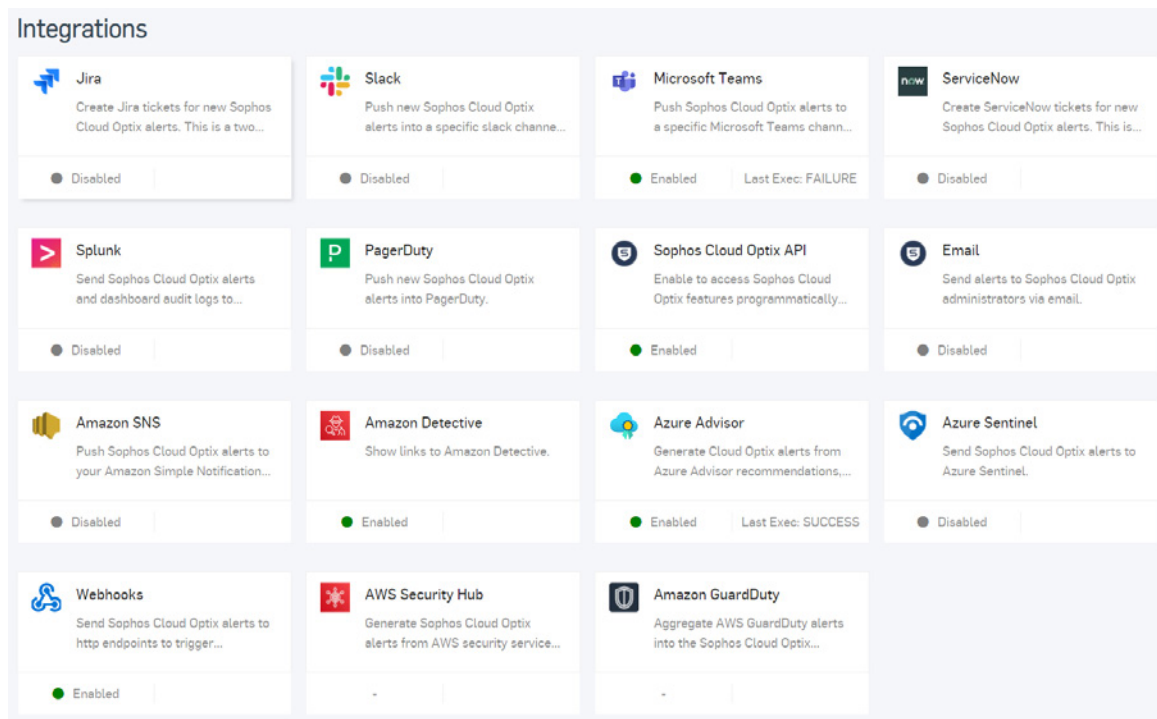 Integrations
Jira
Create Jira tickets for new Sophos
Cloud Optix alerts. This is a two...
Disabled
Slack
Push new Sophos Cloud Optix
alerts into a specific slack channe...
Disabled
Microsoft Teams
Push Sophos Cloud Optix alerts to
a specific Microsoft Teams chann...
Enabled Last Exec: FAILURE
now
ServiceNow
Create ServiceNow tickets for new
Sophos Cloud Optix alerts. This is...
Disabled
Splunk
Send Sophos Cloud Optix alerts
and dashboard audit logs to...
Disabled
PagerDuty
Push new Sophos Cloud Optix
alerts into PagerDuty.
Disabled
Sophos Cloud Optix API
Enable to access Sophos Cloud
Optix features programmatically...
Enabled
Email
Send alerts to Sophos Cloud Optix
administrators via email.
Disabled
Amazon SNS
Push Sophos Cloud Optix alerts to
your Amazon Simple Notification...
Disabled
Amazon Detective
Show links to Amazon Detective.
Enabled
Azure Advisor
Generate Cloud Optix alerts from
Azure Advisor recommendations,...
Enabled Last Exec: SUCCESS
Azure Sentinel
Send Sophos Cloud Optix alerts to
Azure Sentinel.
Disabled
Webhooks
Send Sophos Cloud Optix alerts to
http endpoints to trigger...
Enabled
AWS Security Hub
Generate Sophos Cloud Optix
alerts from AWS security service...
-
Amazon GuardDuty
Aggregate AWS GuardDuty alerts
into the Sophos Cloud Optix...
-